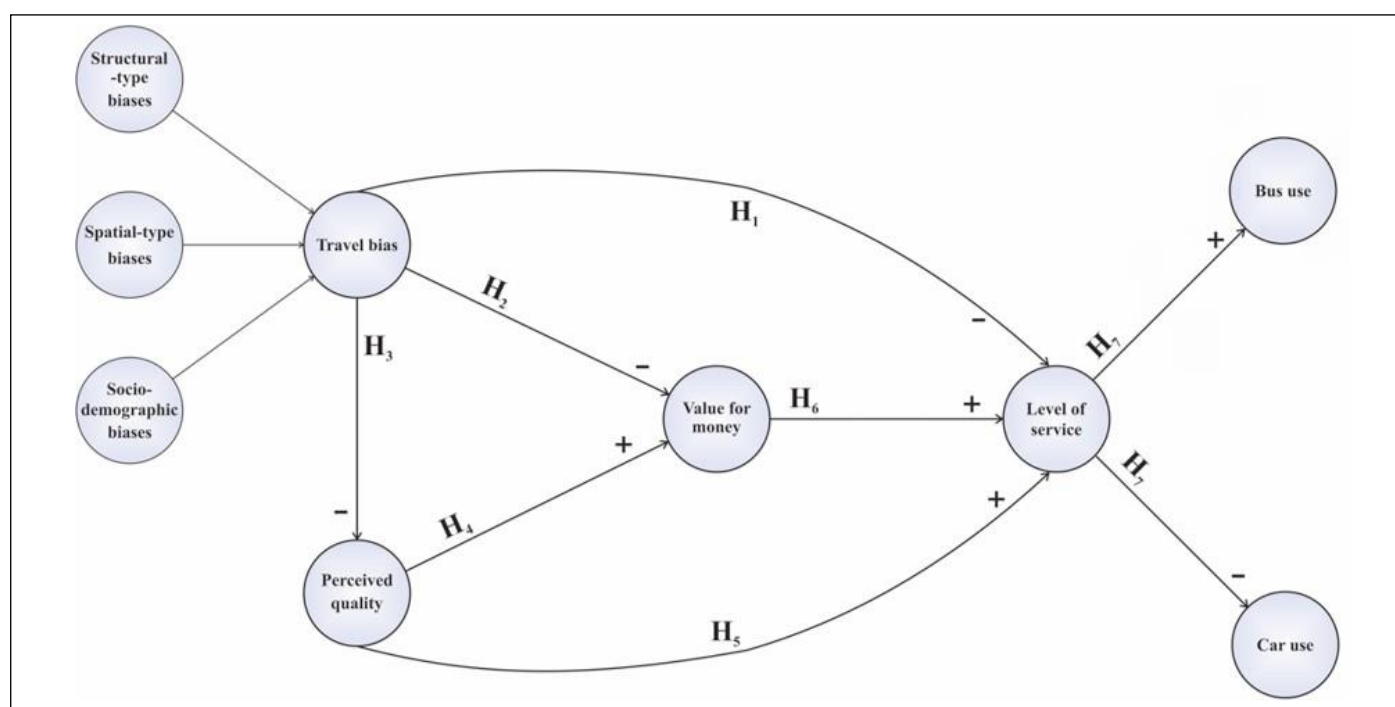 Structural
-type
biases
Spatial-type
biases
Socio-
demographic
biases
Travel bias
H₁
–
H₂
–
H₃
–
Perceived
quality
H₄
+
H₅
+
Value for
money
H₆
+
Level of
service
H₇
+
Bus use
H₇
–
Car use